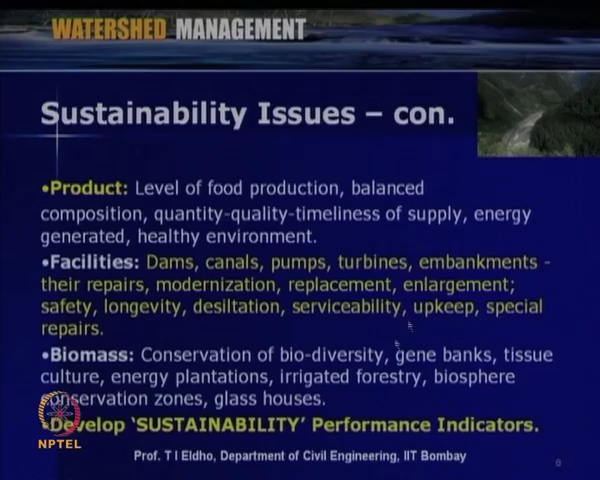 WATERSHED MANAGEMENT
Sustainability Issues – con.
•Product: Level of food production, balanced
composition, quantity-quality-timeliness of supply, energy
generated, healthy environment.
•Facilities: Dams, canals, pumps, turbines, embankments -
their repairs, modernization, replacement, enlargement;
safety, longevity, desiltation, serviceability, upkeep, special
repairs.
•Biomass: Conservation of bio-diversity, gene banks, tissue
culture, energy plantations, irrigated forestry, biosphere
conservation zones, glass houses.
•Develop ‘SUSTAINABILITY’ Performance Indicators.
NPTEL
Prof. T I Eldho, Department of Civil Engineering, IIT Bombay